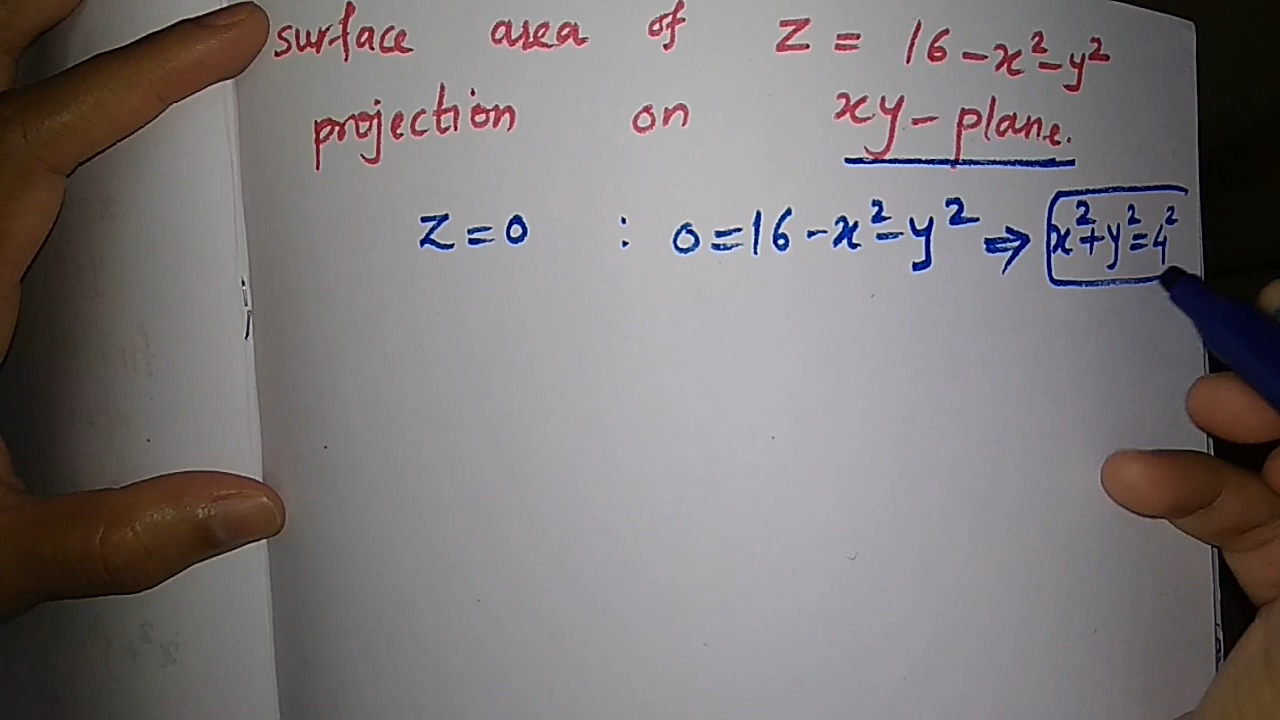 surface area of z = 16 - x² - y²
projection on xy - plane.
z = 0 : 0 = 16 - x² - y² ⇒ x² + y² = 4²